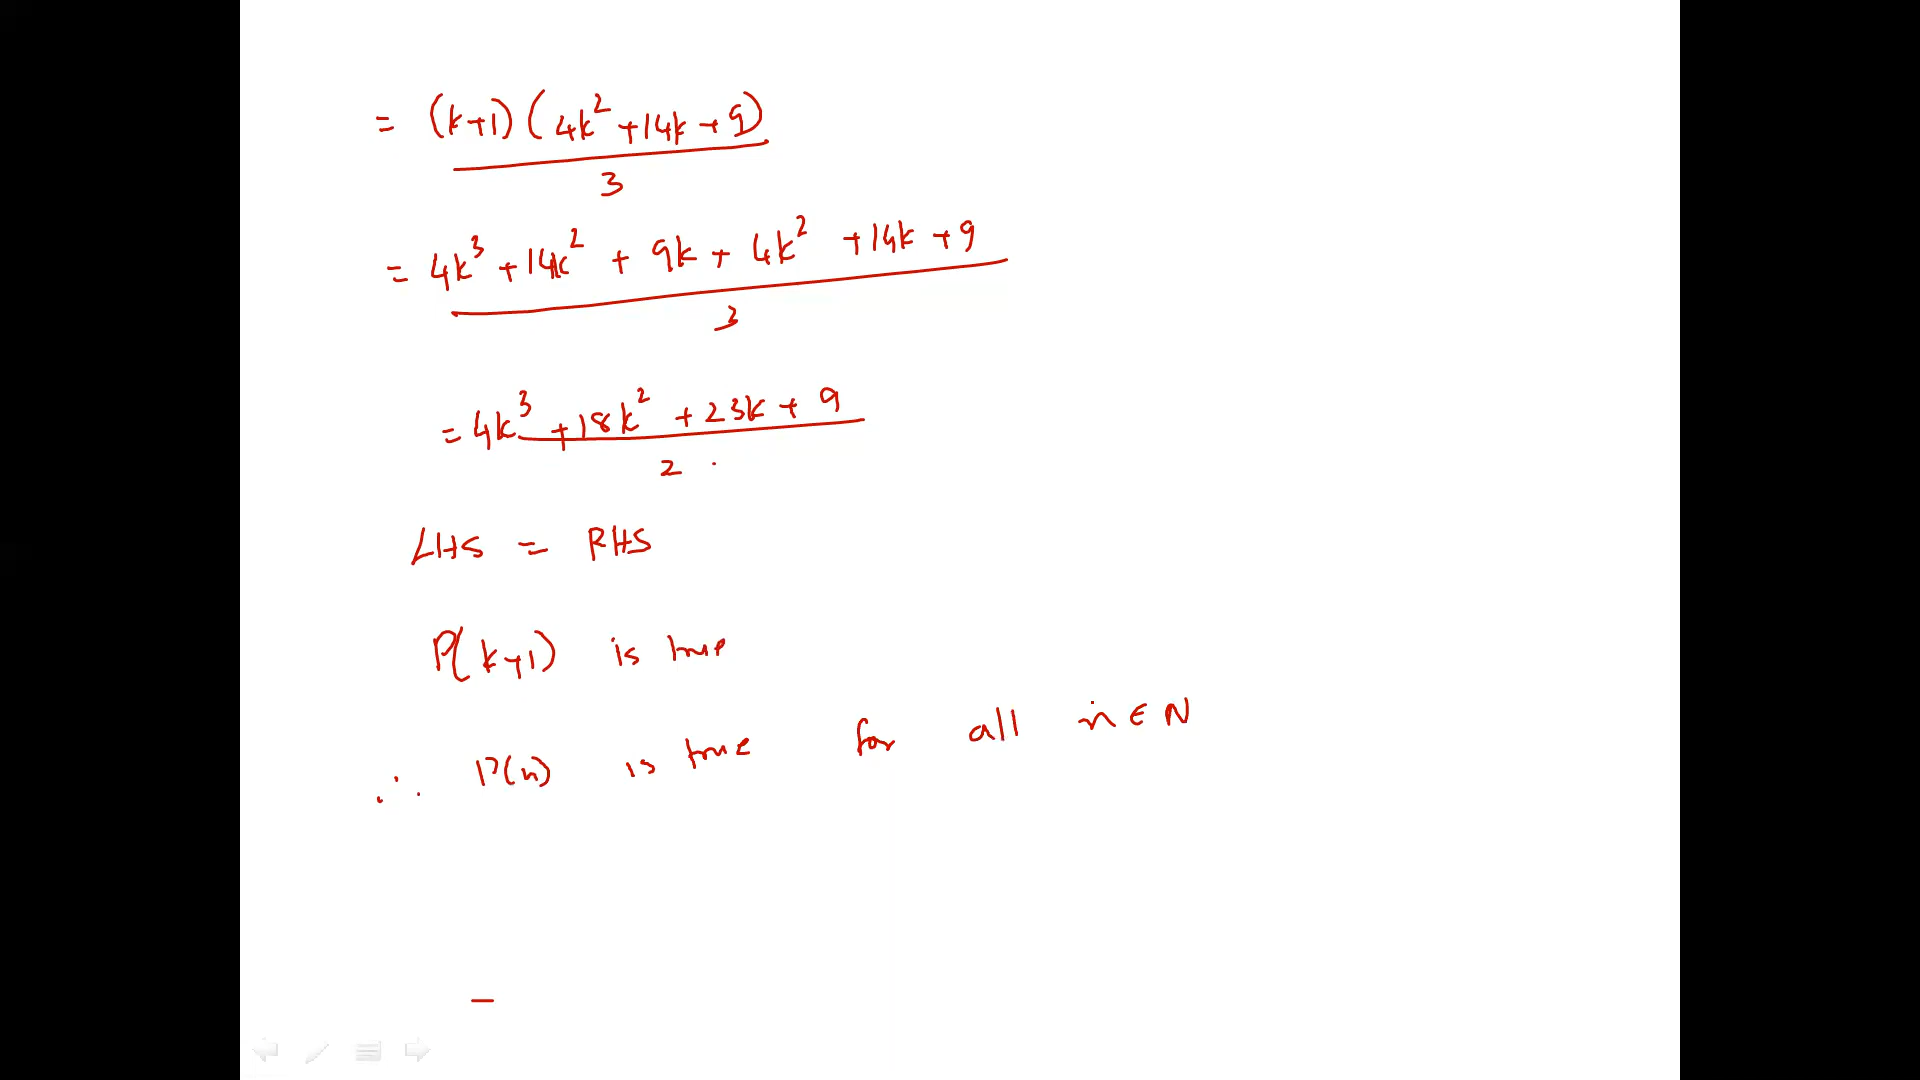 = (k+1)(4k² + 14k + 9)
3
= 4k³ + 14k² + 9k + 4k² + 14k + 9
3
= 4k³ + 18k² + 23k + 9
2
LHS = RHS
P(k+1) is true
∴ P(n) is true for all n ∈ N